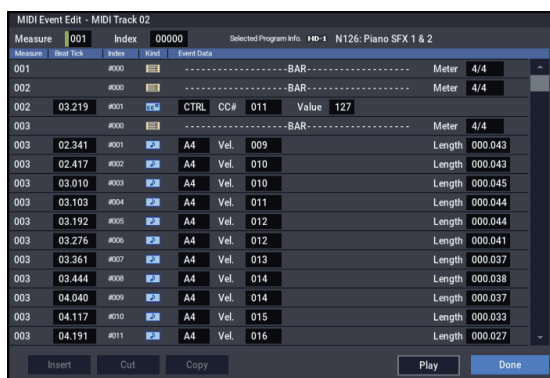 MIDI Event Edit - MIDI Track 02
Measure 001 Index 00000 Selected Program Info. HD-1 N126: Piano SFX 1 & 2
Measure Beat Tick Index Kind Event Data
001 #000 -------------------BAR------------------- Meter 4/4
002 #000 -------------------BAR------------------- Meter 4/4
002 03.219 #001 CC# CTRL CC# 011 Value 127
003 #000 -------------------BAR------------------- Meter 4/4
003 02.341 #001 A4 Vel. 009 Length 000.043
003 02.417 #002 A4 Vel. 010 Length 000.043
003 03.010 #003 A4 Vel. 010 Length 000.045
003 03.103 #004 A4 Vel. 011 Length 000.044
003 03.192 #005 A4 Vel. 012 Length 000.044
003 03.276 #006 A4 Vel. 012 Length 000.041
003 03.361 #007 A4 Vel. 013 Length 000.037
003 03.444 #008 A4 Vel. 014 Length 000.038
003 04.040 #009 A4 Vel. 014 Length 000.037
003 04.117 #010 A4 Vel. 015 Length 000.033
003 04.191 #011 A4 Vel. 016 Length 000.027
Insert Cut Copy Play Done